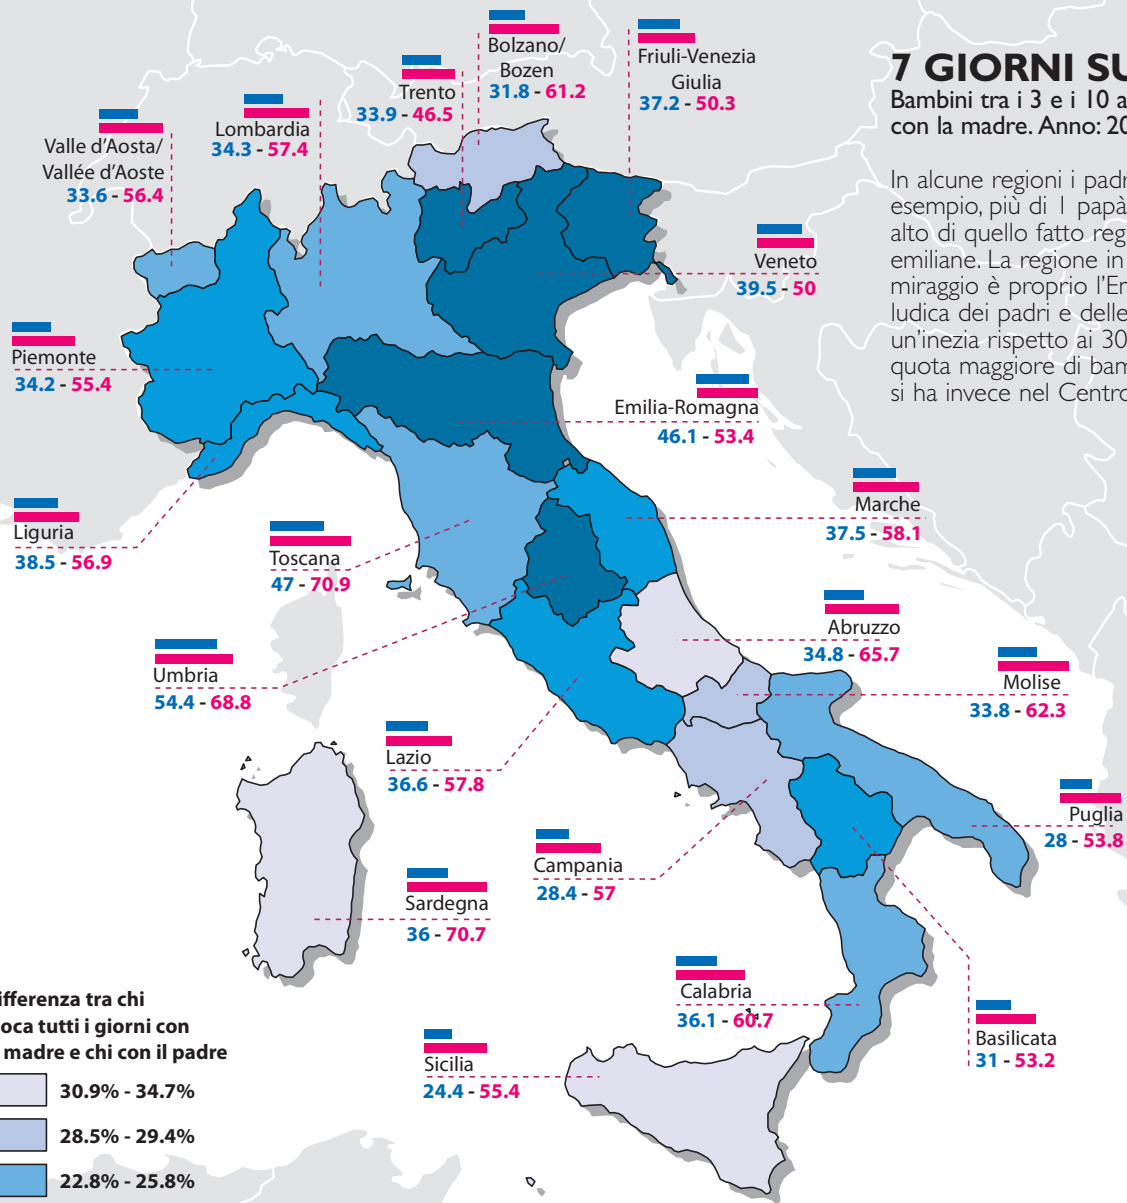 Bolzano/
Bozen
31.8 - 61.2
Friuli-Venezia
Giulia
37.2 - 50.3
Trento
33.9 - 46.5
Lombardia
34.3 - 57.4
Valle d'Aosta/
Vallée d'Aoste
33.6 - 56.4
7 GIORNI SU
Bambini tra i 3 e i 10 a
con la madre. Anno: 20
In alcune regioni i padr
esempio, più di 1 papà
alto di quello fatto reg
emiliane. La regione in
miraggio è proprio l'Em
ludica dei padri e delle
un'inezia rispetto ai 30
quota maggiore di bam
si ha invece nel Centro
Veneto
39.5 - 50
Piemonte
34.2 - 55.4
Emilia-Romagna
46.1 - 53.4
Marche
37.5 - 58.1
Liguria
38.5 - 56.9
Toscana
47 - 70.9
Abruzzo
34.8 - 65.7
Umbria
54.4 - 68.8
Molise
33.8 - 62.3
Lazio
36.6 - 57.8
Puglia
28 - 53.8
Campania
28.4 - 57
Sardegna
36 - 70.7
Calabria
36.1 - 60.7
Basilicata
31 - 53.2
Sicilia
24.4 - 55.4
ifferenza tra chi
oca tutti i giorni con
madre e chi con il padre
30.9% - 34.7%
28.5% - 29.4%
22.8% - 25.8%